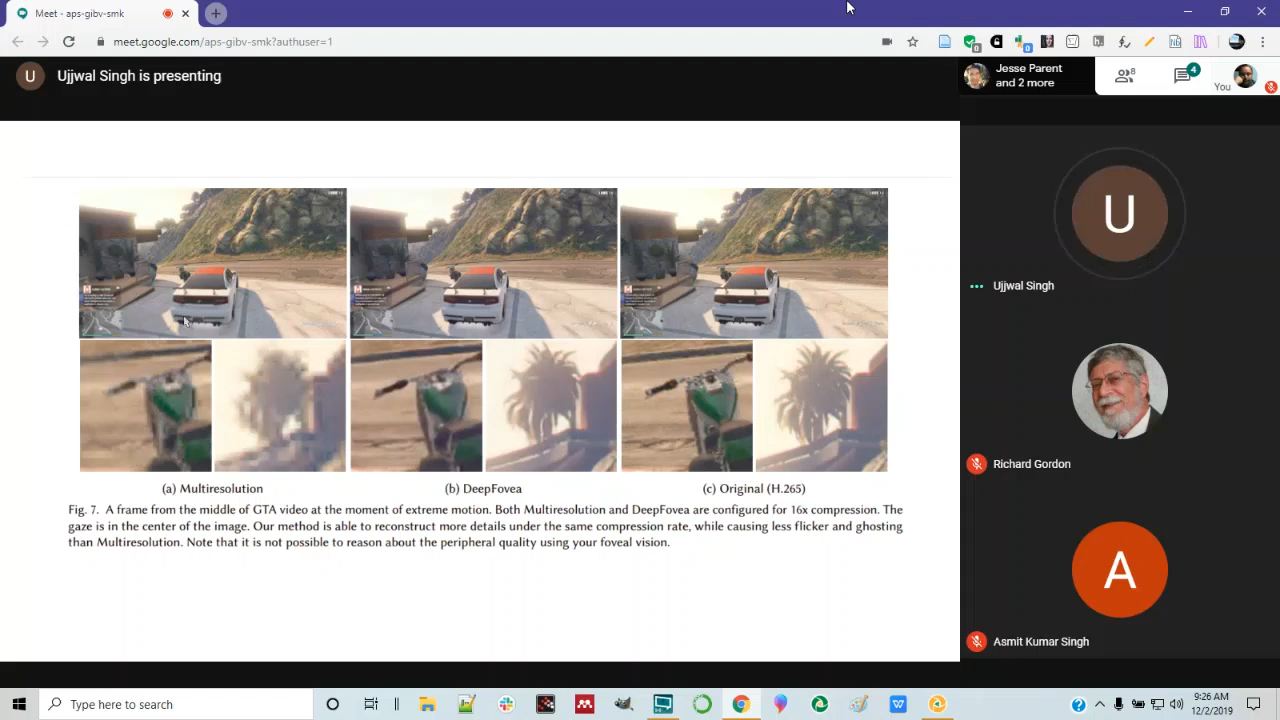 Meet - aps-gibv-smk
meet.google.com/aps-gibv-smk?authuser=1
U Ujjwal Singh is presenting
Jesse Parent
and 2 more
8
4
You
U
Ujjwal Singh
Richard Gordon
A
Asmit Kumar Singh
(a) Multiresolution
(b) DeepFovea
(c) Original (H.265)
Fig. 7. A frame from the middle of GTA video at the moment of extreme motion. Both Multiresolution and DeepFovea are configured for 16x compression. The
gaze is in the center of the image. Our method is able to reconstruct more details under the same compression rate, while causing less flicker and ghosting
than Multiresolution. Note that it is not possible to reason about the peripheral quality using your foveal vision.
Type here to search
9:26 AM
12/2/2019